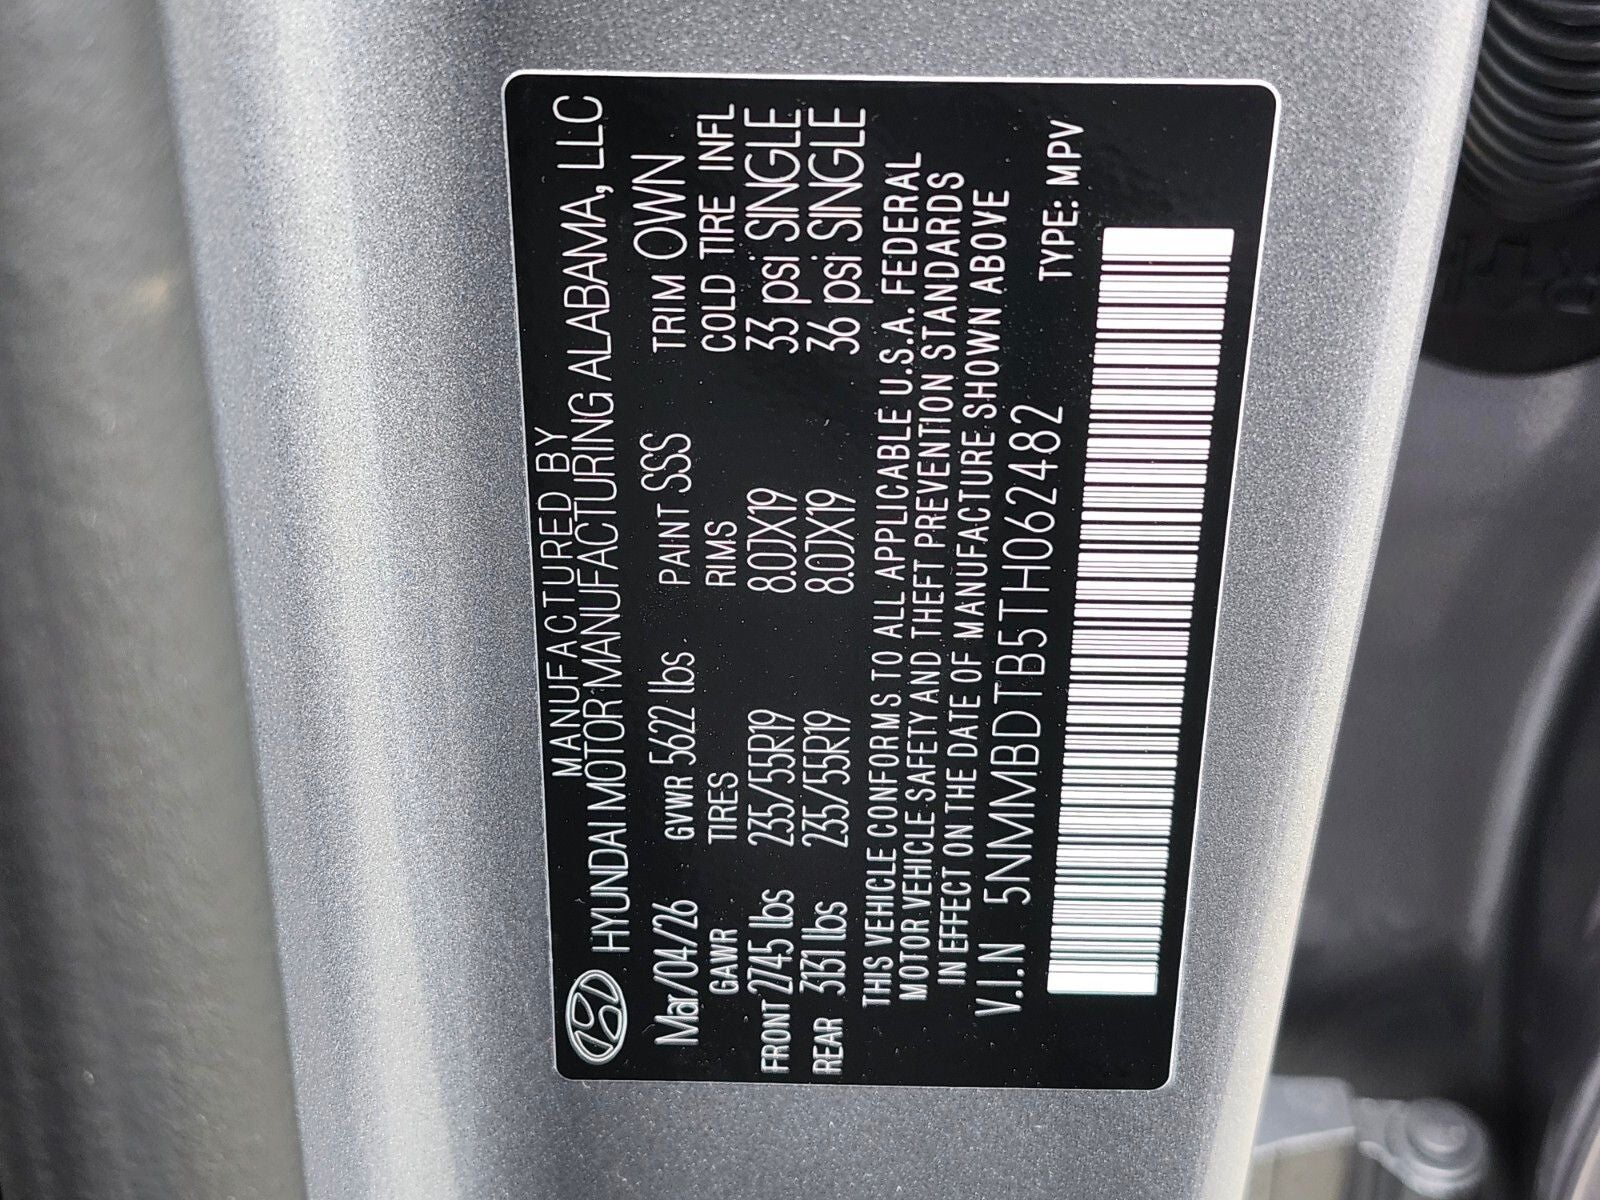 MANUFACTURED BY
HYUNDAI MOTOR MANUFACTURING ALABAMA, LLC
Mar/04/26 GVWR 5622 lbs PAINT SSS TRIM OWN
GAWR TIRES RIMS COLD TIRE INFL
FRONT 2745 lbs 235/55R19 8.0JX19 33 psi SINGLE
REAR 3131 lbs 235/55R19 8.0JX19 36 psi SINGLE
THIS VEHICLE CONFORMS TO ALL APPLICABLE U.S.A. FEDERAL
MOTOR VEHICLE SAFETY AND THEFT PREVENTION STANDARDS
IN EFFECT ON THE DATE OF MANUFACTURE SHOWN ABOVE
V.I.N 5NMMBDTB5TH062482 TYPE: MPV